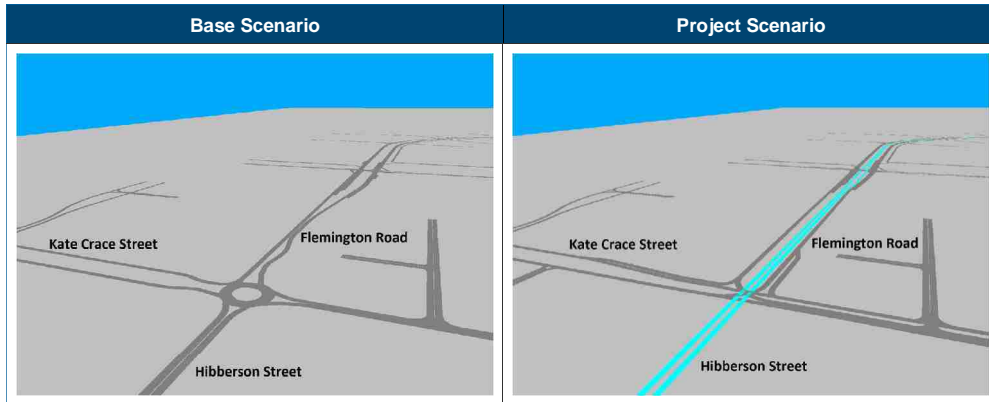 Base Scenario
Project Scenario
Kate Crace Street
Flemington Road
Hibberson Street
Kate Crace Street
Flemington Road
Hibberson Street